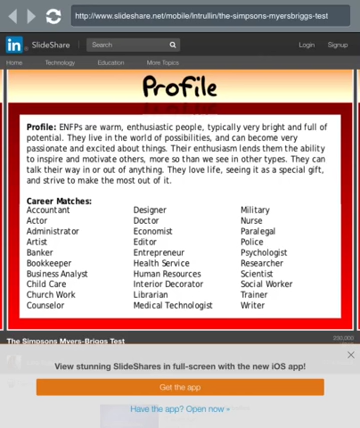 http://www.slideshare.net/mobile/lntrullin/the-simpsons-myersbriggs-test
in SlideShare Search Login Signup
Home Technology Education More Topics
Profile
Profile: ENFPs are warm, enthusiastic people, typically very bright and full of
potential. They live in the world of possibilities, and can become very
passionate and excited about things. Their enthusiasm lends them the ability
to inspire and motivate others, more so than we see in other types. They can
talk their way in or out of anything. They love life, seeing it as a special gift,
and strive to make the most out of it.
Career Matches:
Accountant Designer Military
Actor Doctor Nurse
Administrator Economist Paralegal
Artist Editor Police
Banker Entrepreneur Psychologist
Bookkeeper Health Service Researcher
Business Analyst Human Resources Scientist
Child Care Interior Decorator Social Worker
Church Work Librarian Trainer
Counselor Medical Technologist Writer
The Simpsons Myers-Briggs Test
View stunning SlideShares in full-screen with the new iOS app!
Get the app
Have the app? Open now »